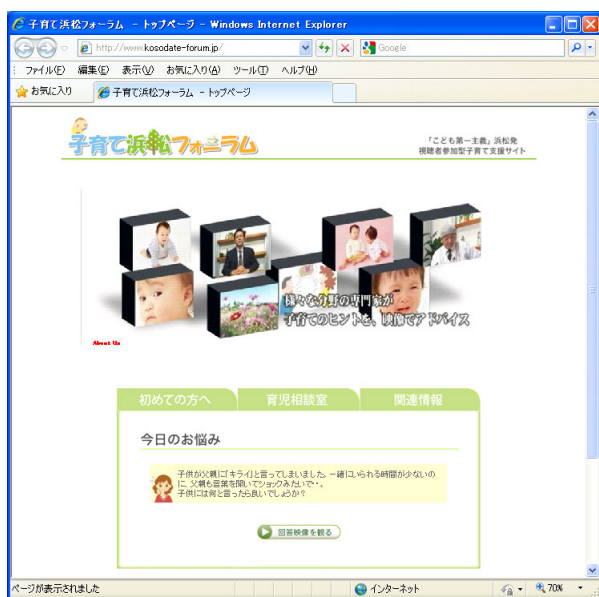 子育て浜松フォーラム - トップページ - Windows Internet Explorer
http://www.kosodate-forum.jp/
Google
ファイル(F) 編集(E) 表示(V) お気に入り(A) ツール(T) ヘルプ(H)
お気に入り 子育て浜松フォーラム - トップページ
子育て浜松フォーラム
「こども第一主義」浜松発
視聴者参加型子育て支援サイト
様々な分野の専門家が
子育てのヒントを、映像でアドバイス
About Us
初めての方へ 育児相談室 関連情報
今日のお悩み
子供が父親に「キライ」と言ってしまいました。一緒にいられる時間が少ないの
に、父親も言葉を聞いてショックみたいで・・。
子供には何と言ったら良いでしょうか？
回答映像を観る
ページが表示されました インターネット 70%